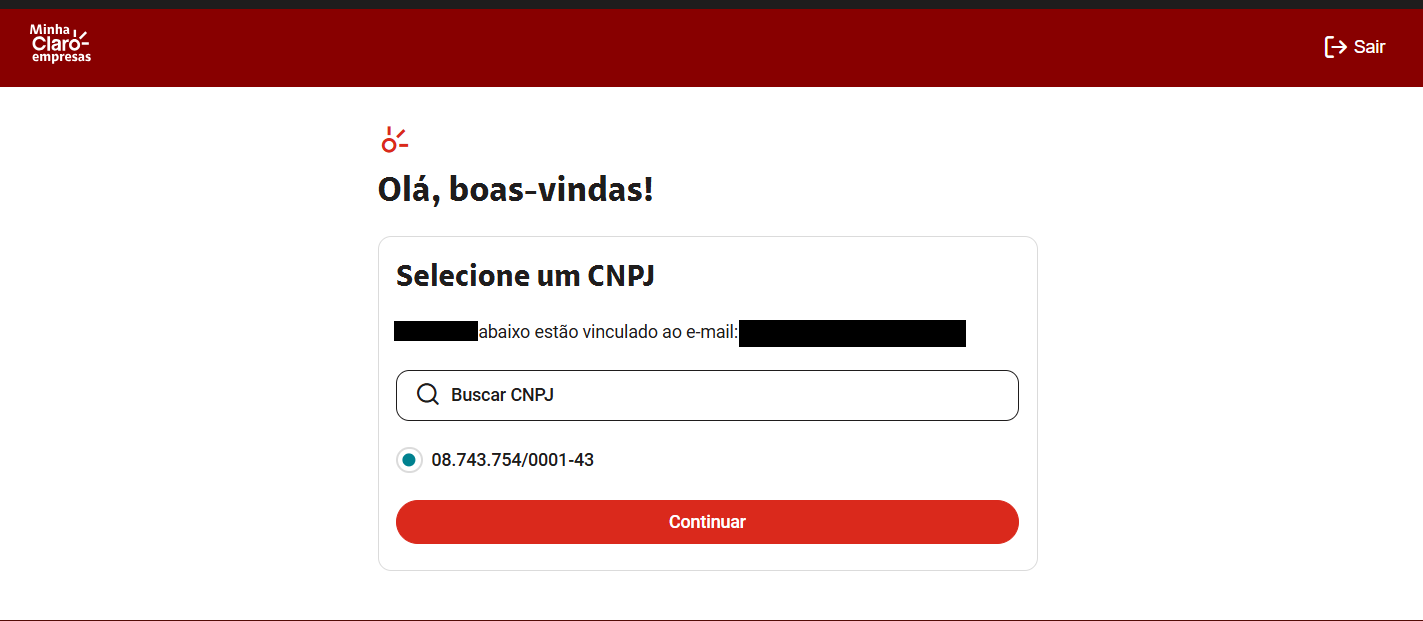 Minha
Claro
empresas
Sair
Olá, boas-vindas!
Selecione um CNPJ
abaixo estão vinculado ao e-mail:
Buscar CNPJ
08.743.754/0001-43
Continuar